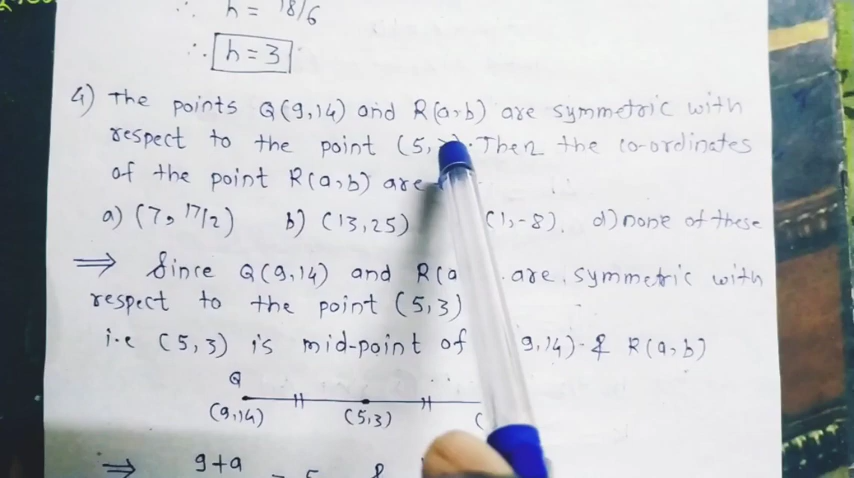 ∴ h = 18/6
∴ h = 3
4) The points Q(9,14) and R(a,b) are symmetric with
respect to the point (5, Then the co-ordinates
of the point R(a,b) are
a) (7, 17/2) b) (13,25) (1,-8). d) none of these
⇒ Since Q(9,14) and R(a are symmetric with
respect to the point (5,3)
i.e (5,3) is mid-point of 9,14) & R(a,b)
Q
(9,14) (5,3) (
⇒ 9+a = 5 &